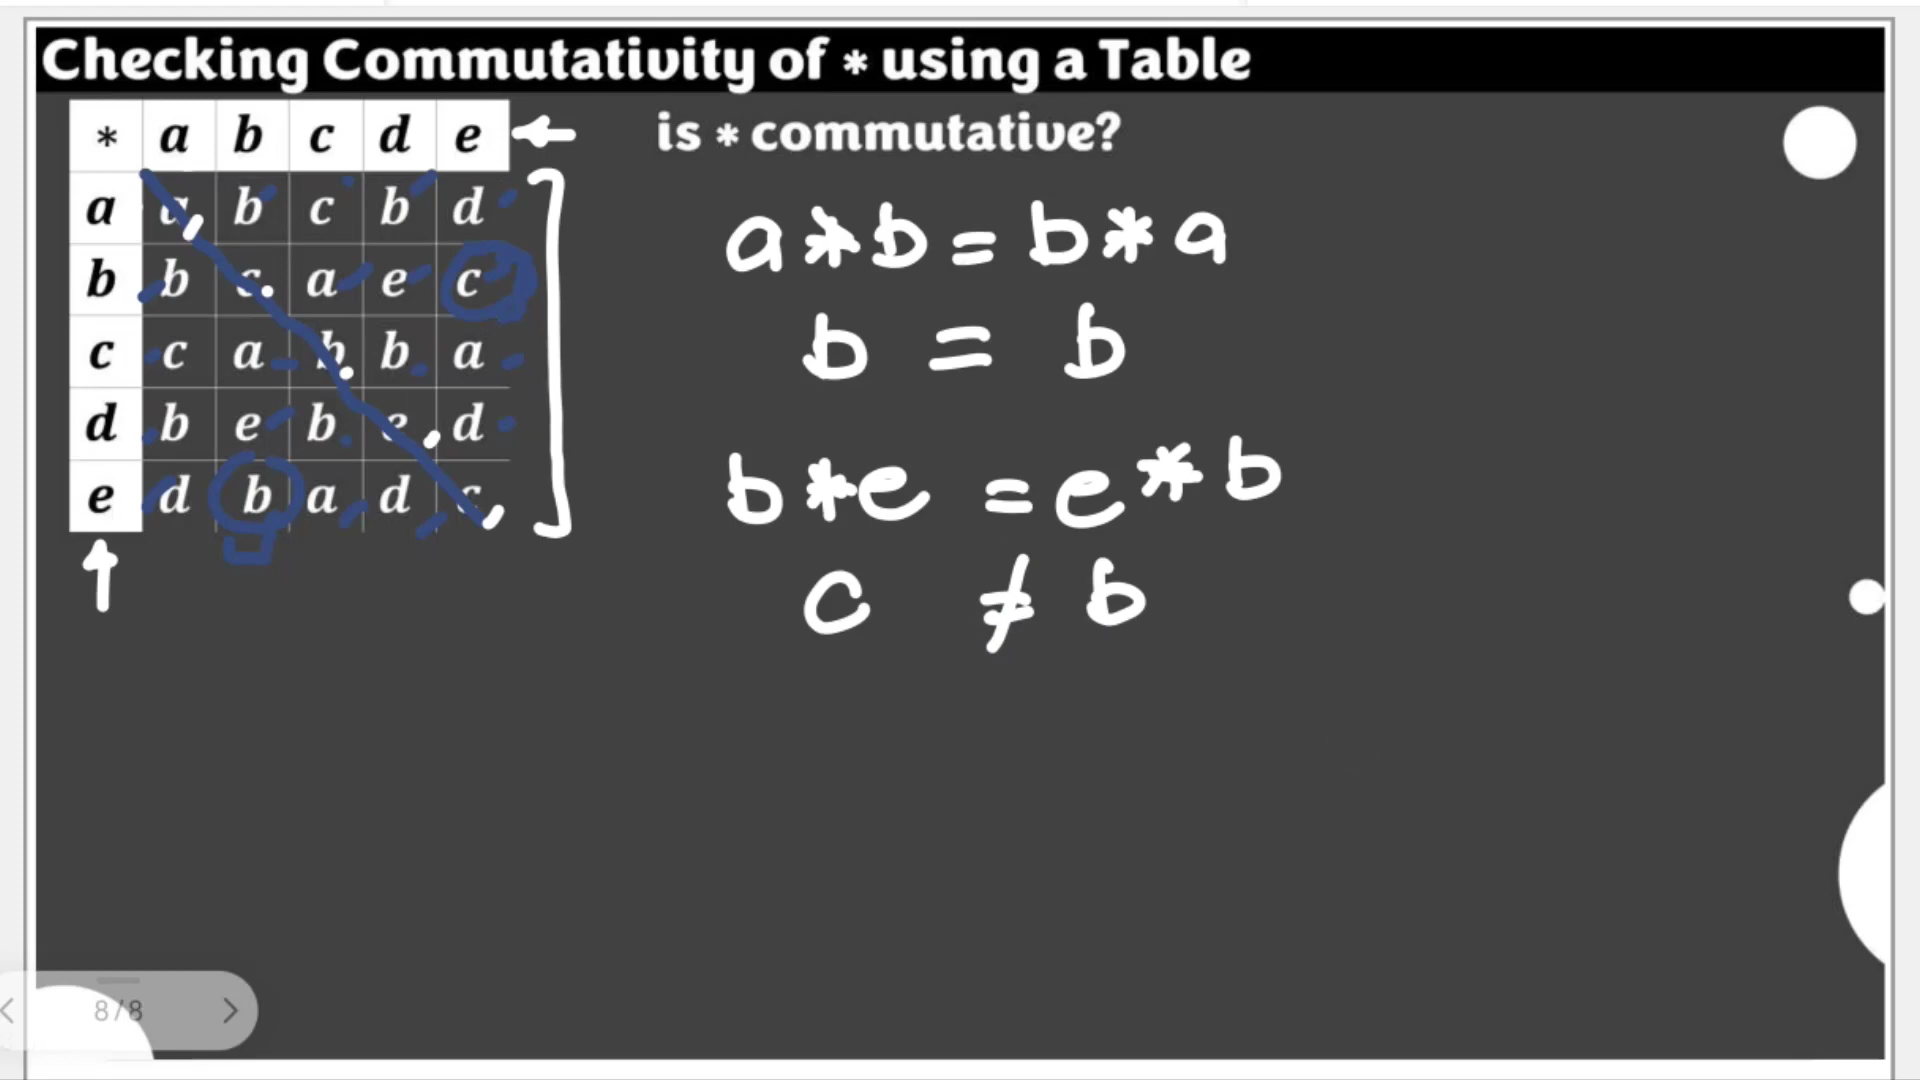 Checking Commutativity of * using a Table
* a b c d e
a a b c b d
b b c a e c
c c a b b a
d b e b e d
e d b a d c
is * commutative?
a * b = b * a
b = b
b * e = e * b
c ≠ b
8/8